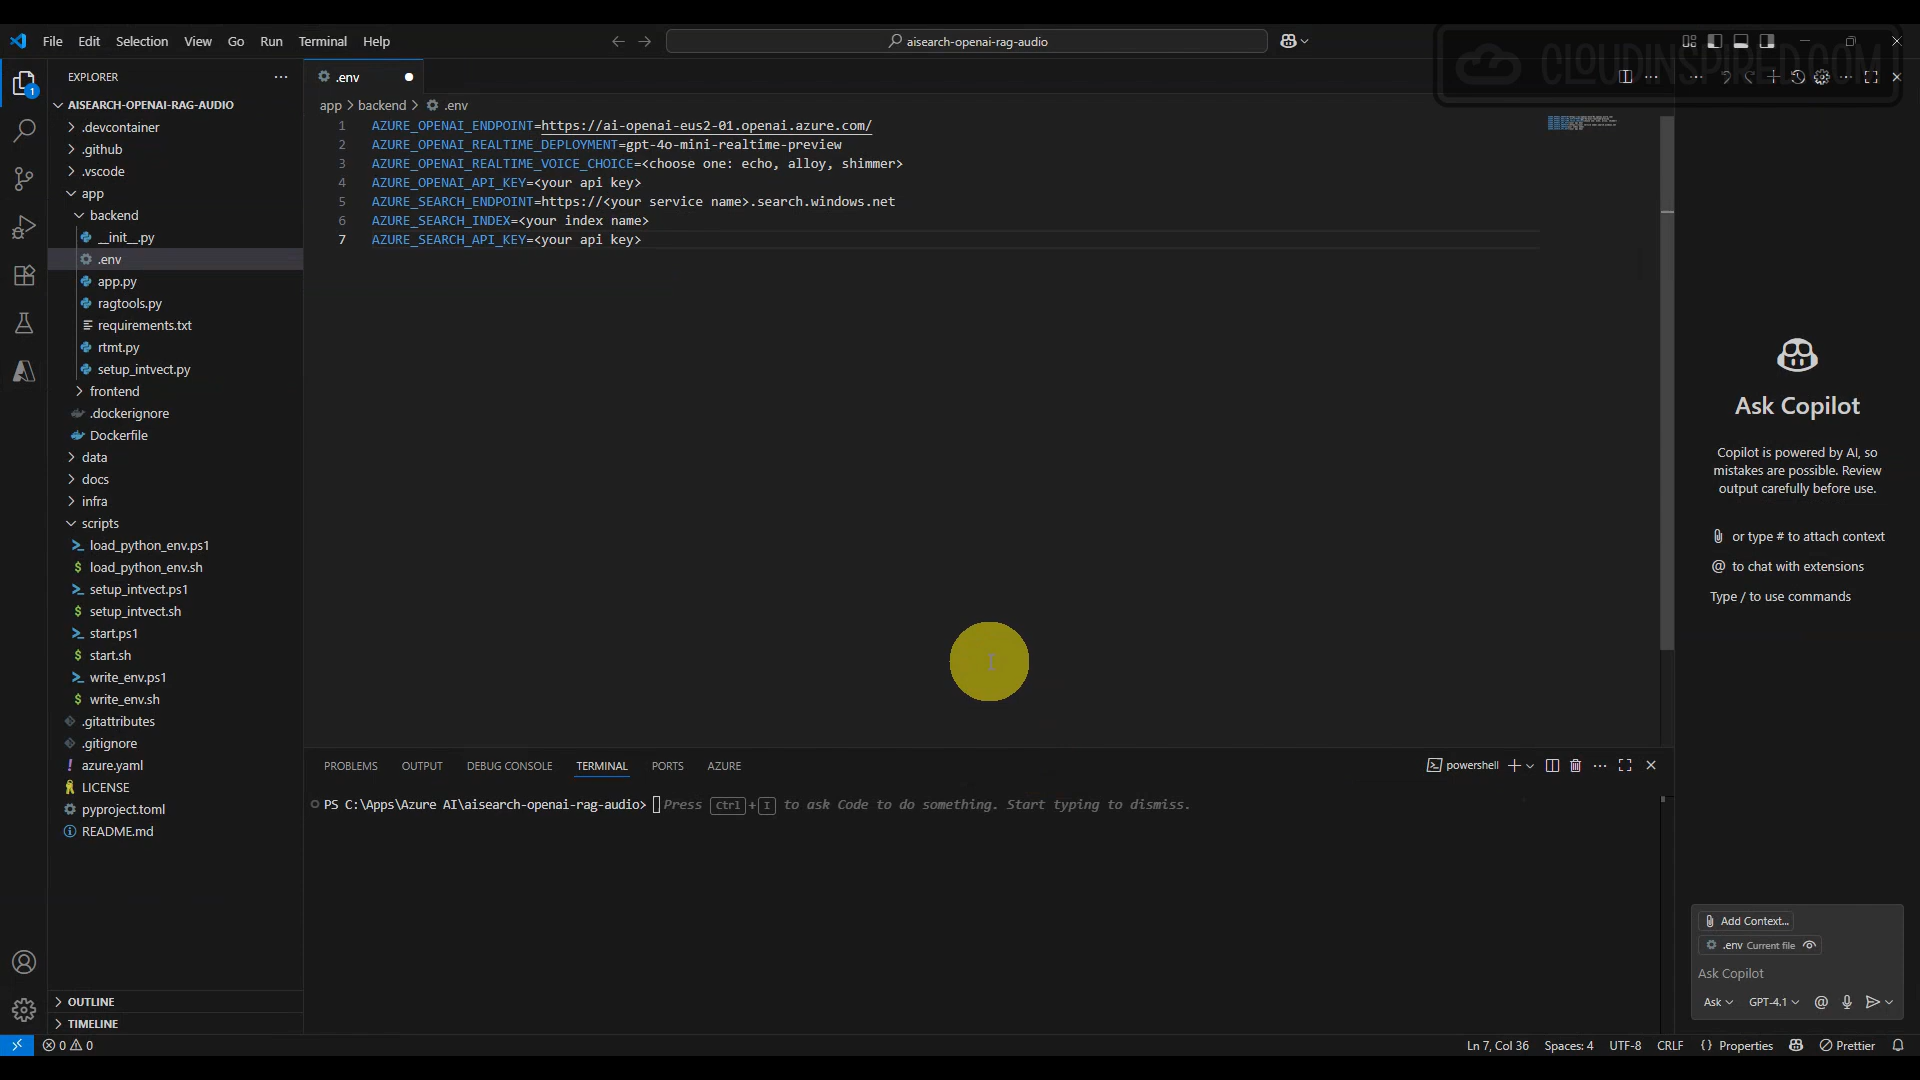 File Edit Selection View Go Run Terminal Help
aisearch-openai-rag-audio
CLOUDINSPIRED.COM
EXPLORER
.env
1
AISEARCH-OPENAI-RAG-AUDIO
app > backend > .env
.devcontainer
.github
.vscode
app
backend
__init__.py
.env
app.py
ragtools.py
requirements.txt
rtmt.py
setup_intvect.py
frontend
.dockerignore
Dockerfile
data
docs
infra
scripts
load_python_env.ps1
load_python_env.sh
setup_intvect.ps1
setup_intvect.sh
start.ps1
start.sh
write_env.ps1
write_env.sh
.gitattributes
.gitignore
azure.yaml
LICENSE
pyproject.toml
README.md
OUTLINE
TIMELINE
1 AZURE_OPENAI_ENDPOINT=https://ai-openai-eus2-01.openai.azure.com/
2 AZURE_OPENAI_REALTIME_DEPLOYMENT=gpt-4o-mini-realtime-preview
3 AZURE_OPENAI_REALTIME_VOICE_CHOICE=<choose one: echo, alloy, shimmer>
4 AZURE_OPENAI_API_KEY=<your api key>
5 AZURE_SEARCH_ENDPOINT=https://<your service name>.search.windows.net
6 AZURE_SEARCH_INDEX=<your index name>
7 AZURE_SEARCH_API_KEY=<your api key>
PROBLEMS OUTPUT DEBUG CONSOLE TERMINAL PORTS AZURE
powershell
PS C:\Apps\Azure AI\aisearch-openai-rag-audio> Press ctrl+I to ask Code to do something. Start typing to dismiss.
Ask Copilot
Copilot is powered by AI, so
mistakes are possible. Review
output carefully before use.
or type # to attach context
@ to chat with extensions
Type / to use commands
Add Context...
.env Current file
Ask Copilot
Ask GPT-4.1 @
0 0
Ln 7, Col 36 Spaces: 4 UTF-8 CRLF { } Properties Prettier